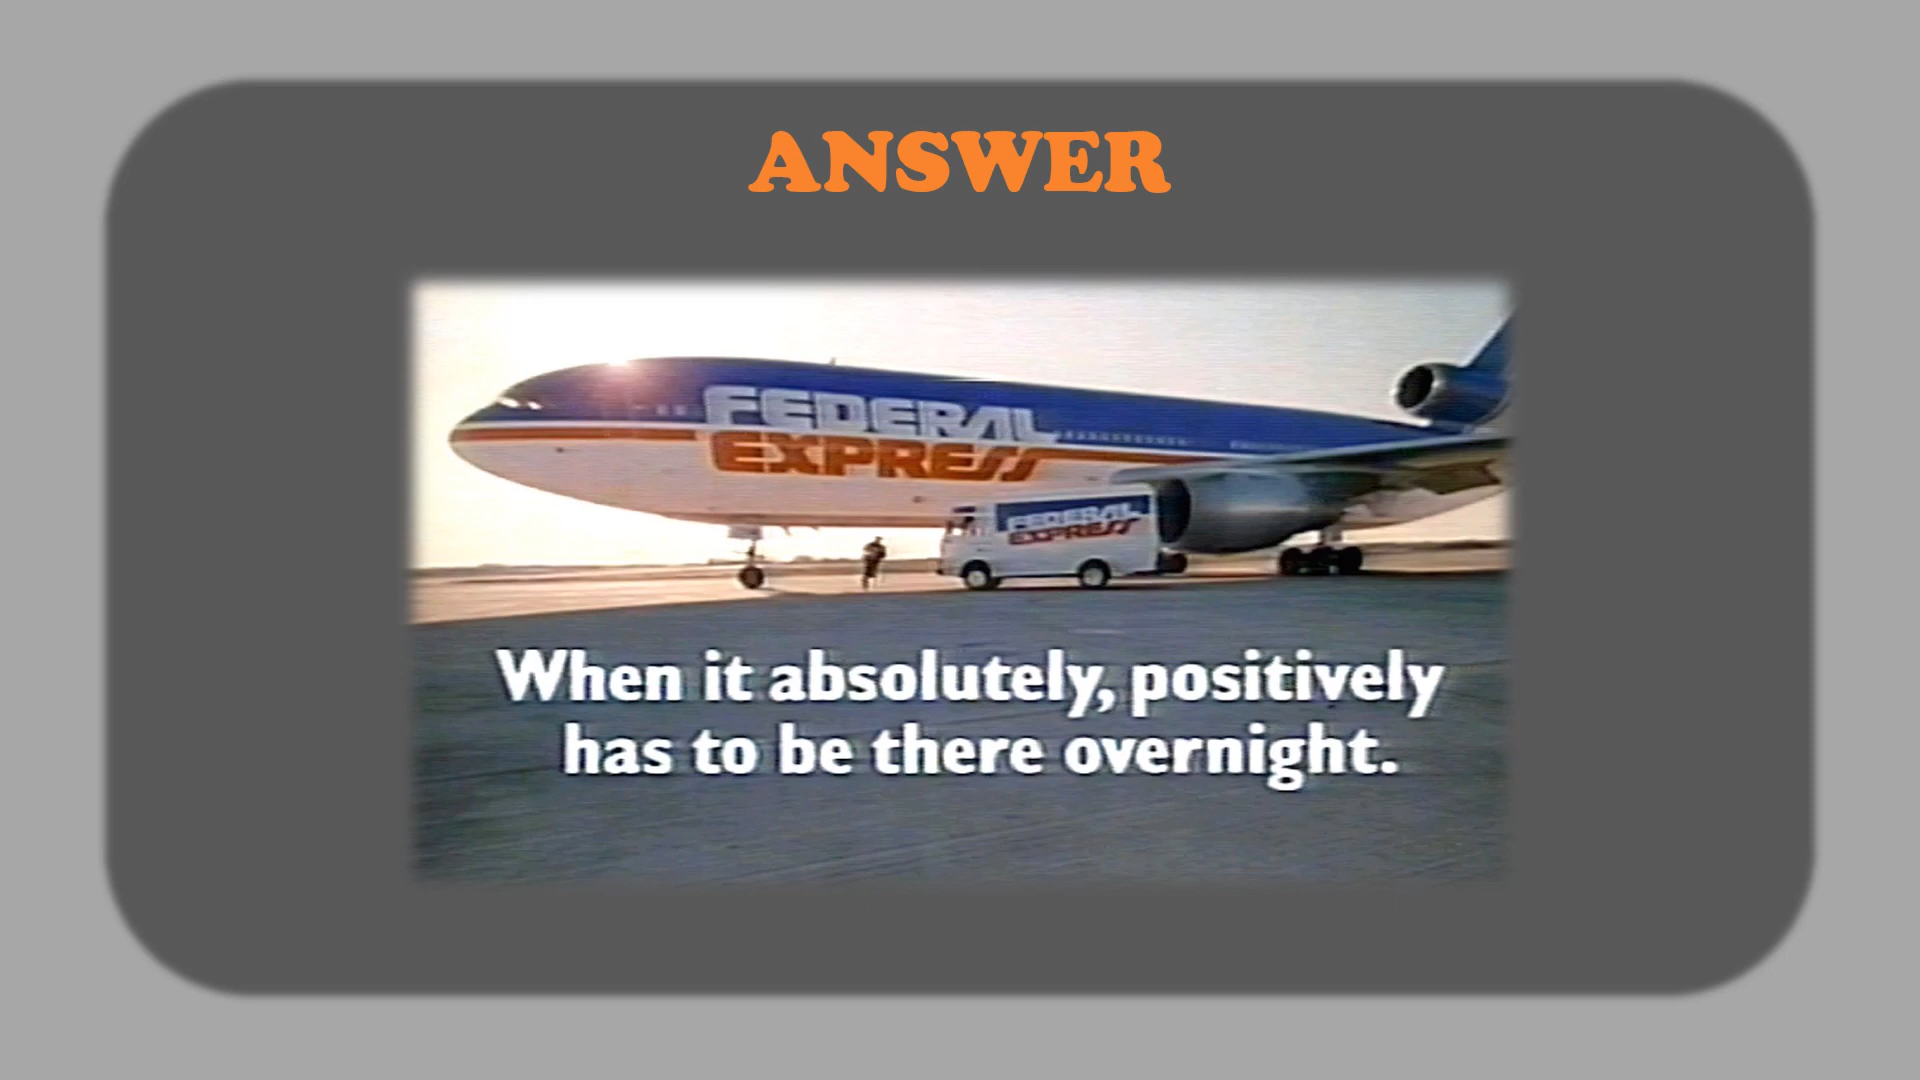 ANSWER
FEDERAL
EXPRESS
FEDERAL
EXPRESS
When it absolutely, positively
has to be there overnight.